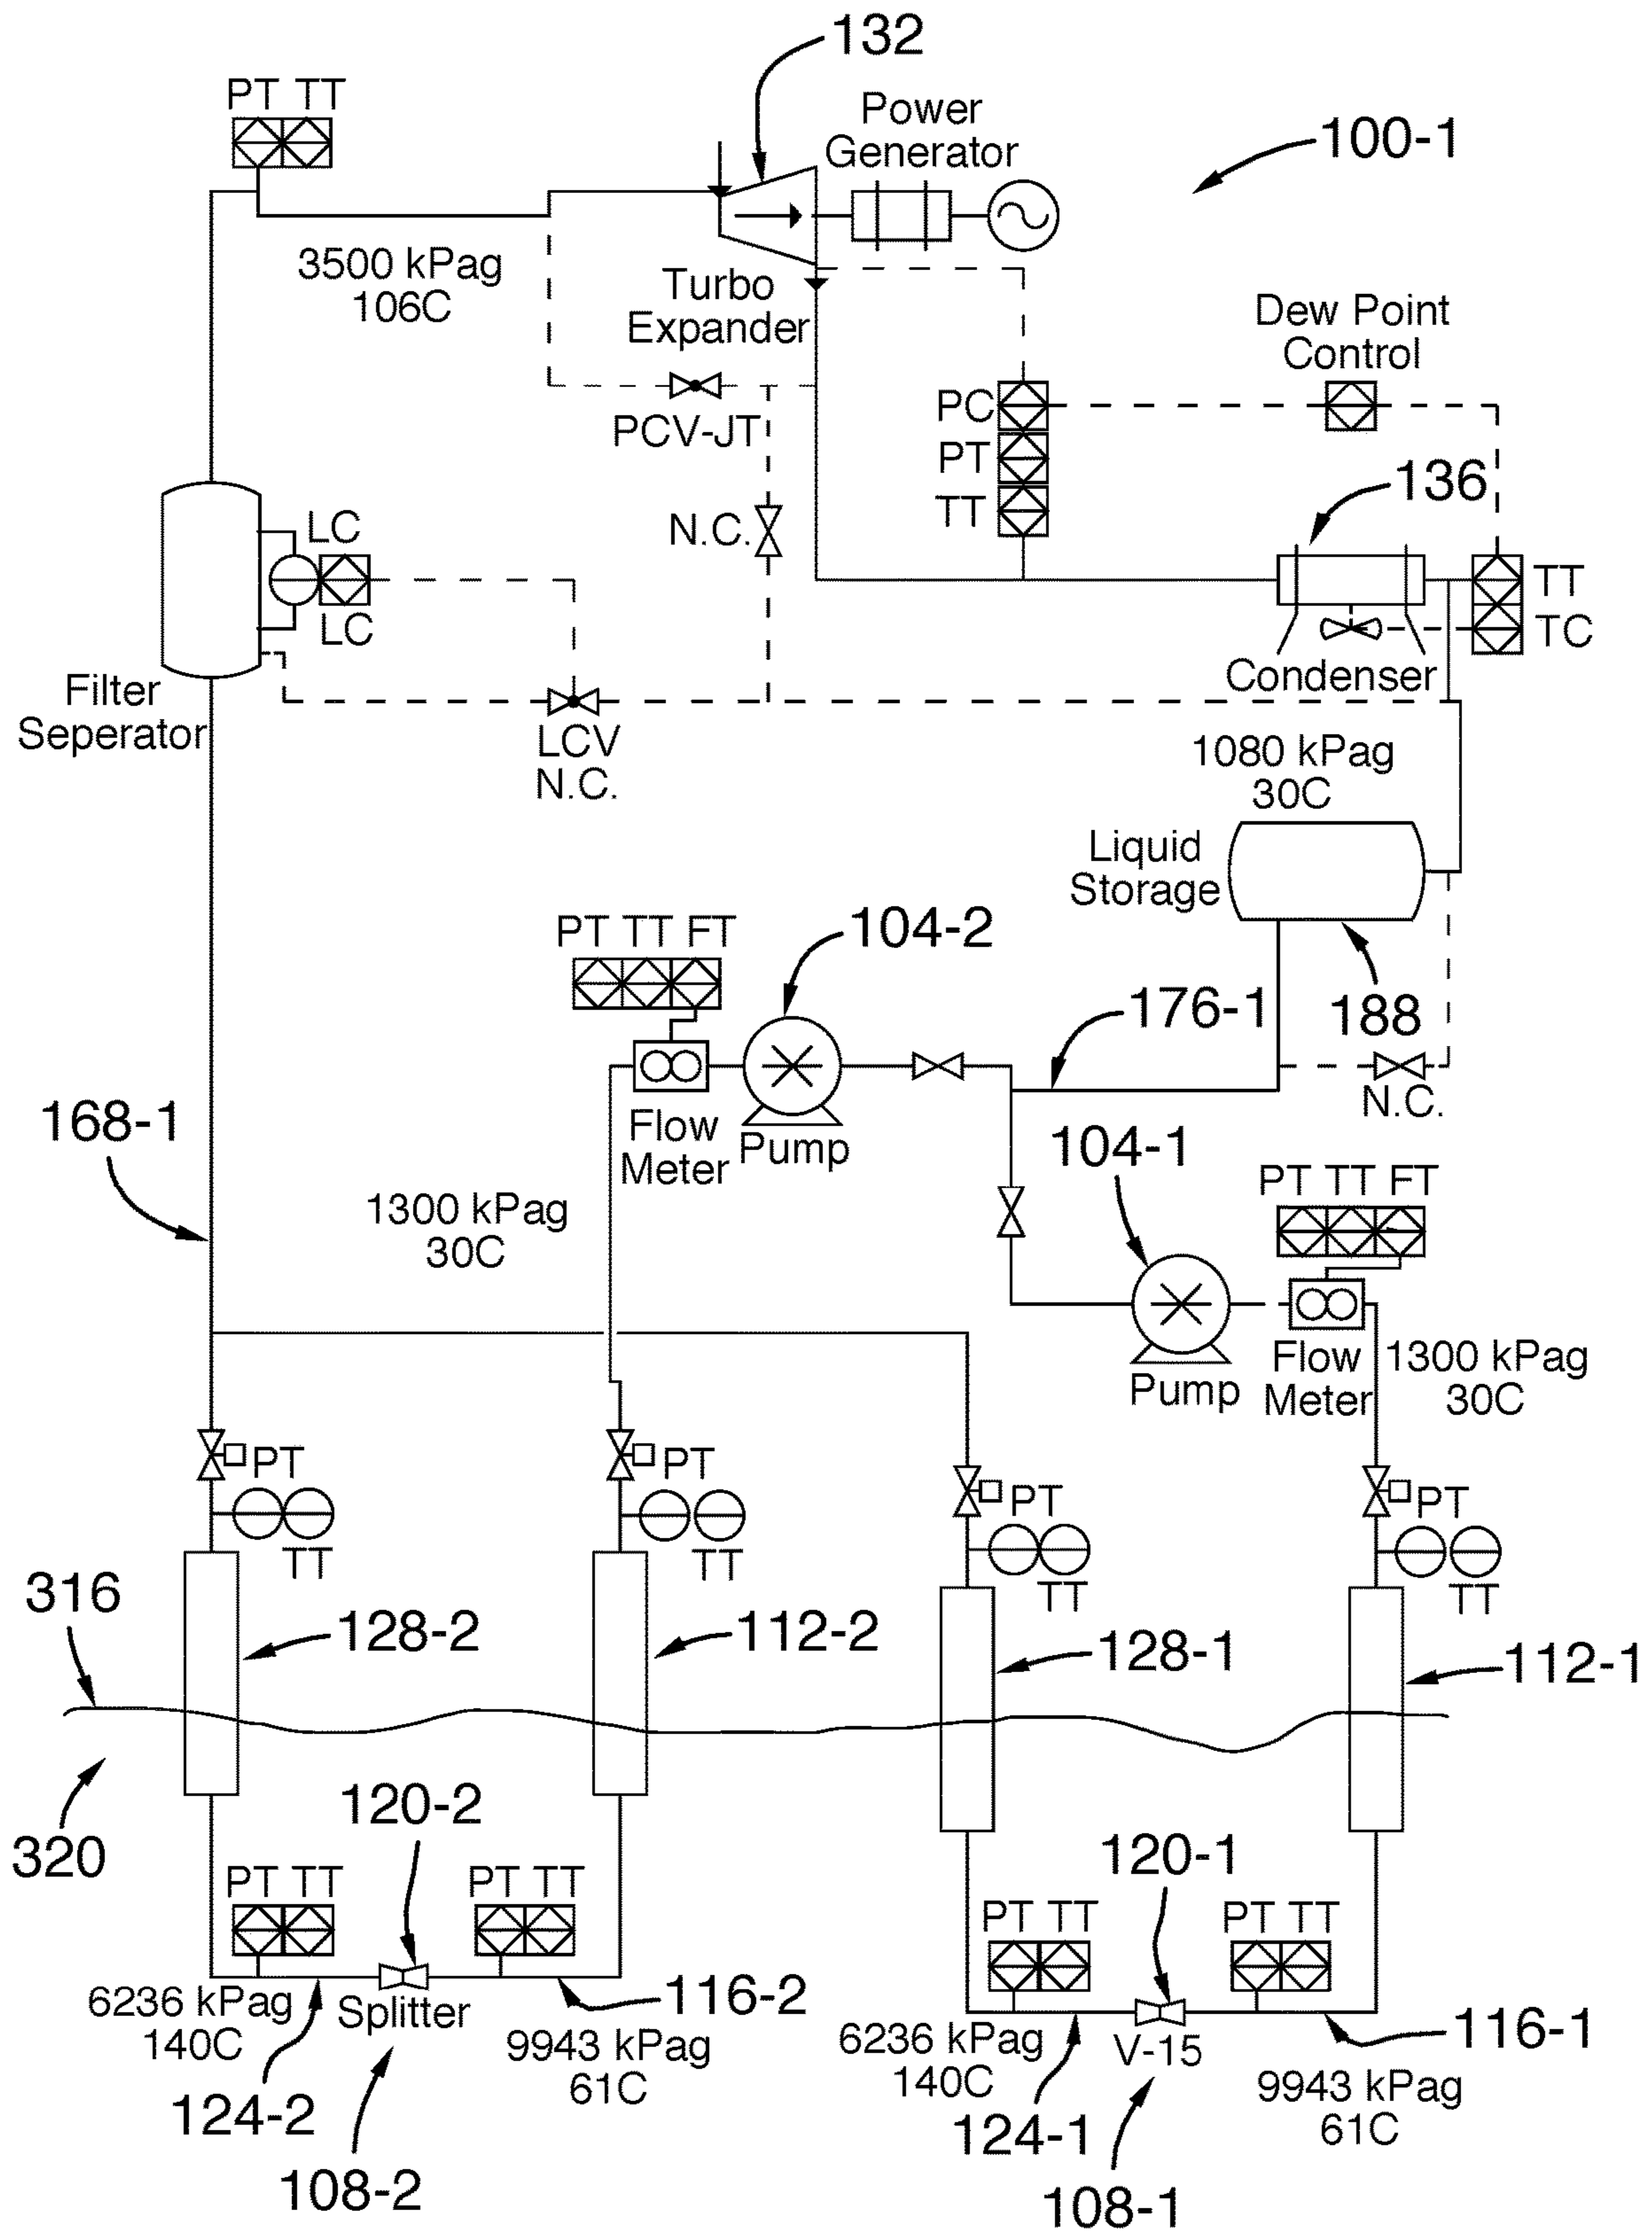 132
PT TT
Power
Generator
100-1
3500 kPag
106C
Turbo
Expander
Dew Point
Control
PCV-JT
PC
PT
TT
136
N.C.
LC
LC
TT
TC
Condenser
Filter
Seperator
LCV
N.C.
1080 kPag
30C
Liquid
Storage
PT TT FT
104-2
176-1
188
N.C.
168-1
Flow
Meter
Pump
104-1
PT TT FT
1300 kPag
30C
Pump
Flow
Meter
1300 kPag
30C
PT
TT
PT
TT
PT
TT
PT
TT
316
128-2
112-2
128-1
112-1
320
120-2
120-1
PT TT
PT TT
PT TT
PT TT
6236 kPag
140C
Splitter
116-2
9943 kPag
61C
6236 kPag
140C
V-15
116-1
9943 kPag
61C
124-2
124-1
108-2
108-1